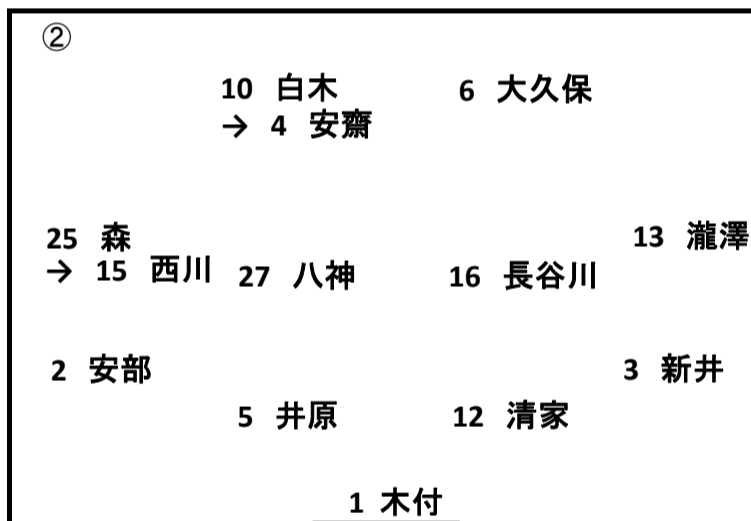 ②
10 白木 6 大久保
→ 4 安齋
25 森 13 瀧澤
→ 15 西川 27 八神 16 長谷川
2 安部 3 新井
5 井原 12 清家
1 木付